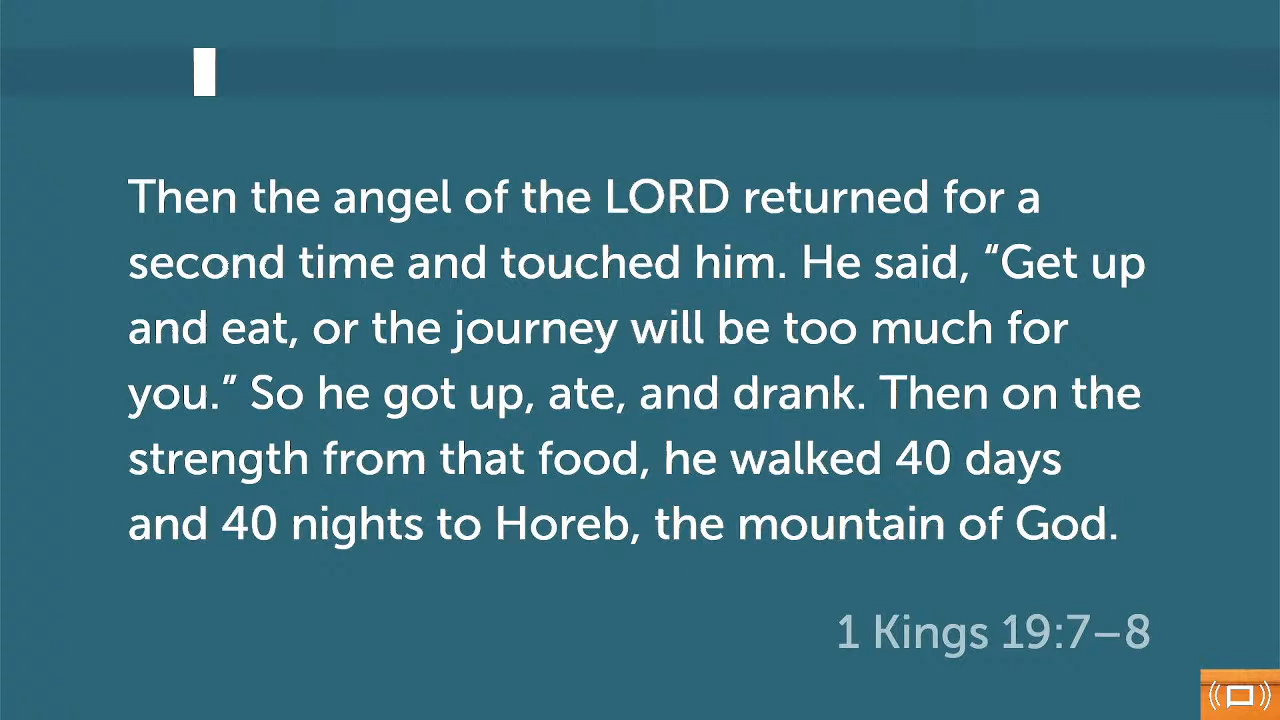 Then the angel of the LORD returned for a
second time and touched him. He said, “Get up
and eat, or the journey will be too much for
you.” So he got up, ate, and drank. Then on the
strength from that food, he walked 40 days
and 40 nights to Horeb, the mountain of God.
1 Kings 19:7–8